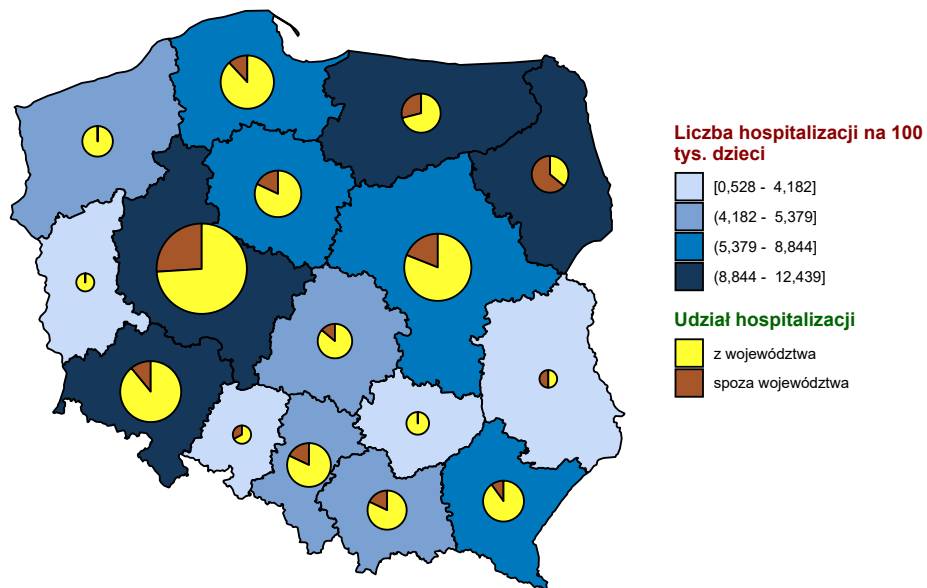 Liczba hospitalizacji na 100
tys. dzieci
[0,528 - 4,182]
(4,182 - 5,379]
(5,379 - 8,844]
(8,844 - 12,439]
Udział hospitalizacji
z województwa
spoza województwa